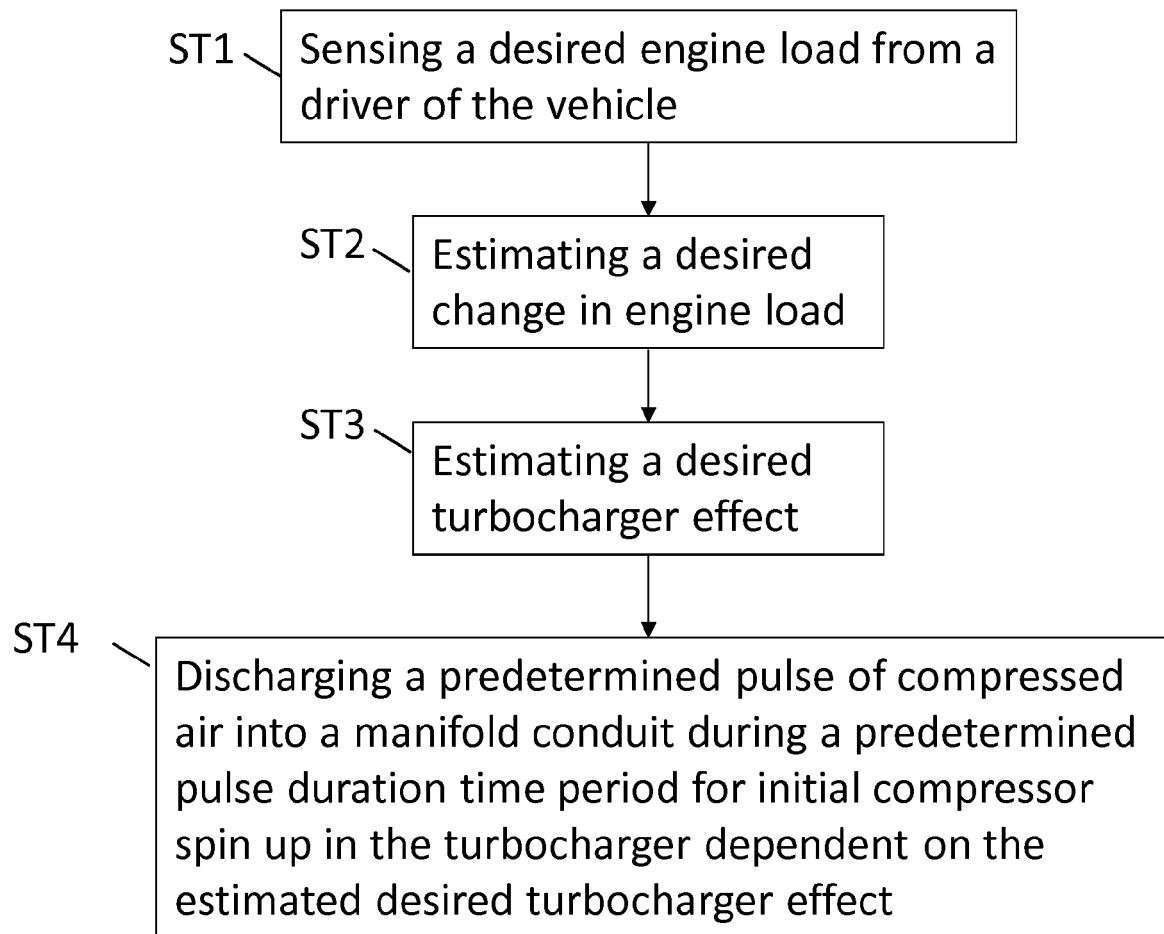 ST1
Sensing a desired engine load from a
driver of the vehicle
ST2
Estimating a desired
change in engine load
ST3
Estimating a desired
turbocharger effect
ST4
Discharging a predetermined pulse of compressed
air into a manifold conduit during a predetermined
pulse duration time period for initial compressor
spin up in the turbocharger dependent on the
estimated desired turbocharger effect